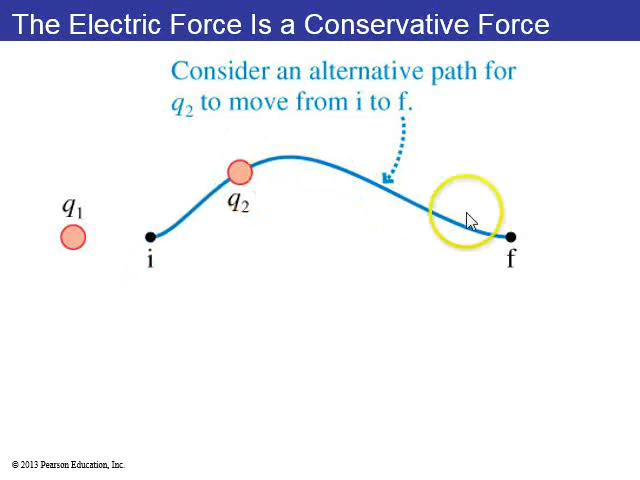 The Electric Force Is a Conservative Force
Consider an alternative path for
q₂ to move from i to f.
q₁
q₂
i
f
© 2013 Pearson Education, Inc.